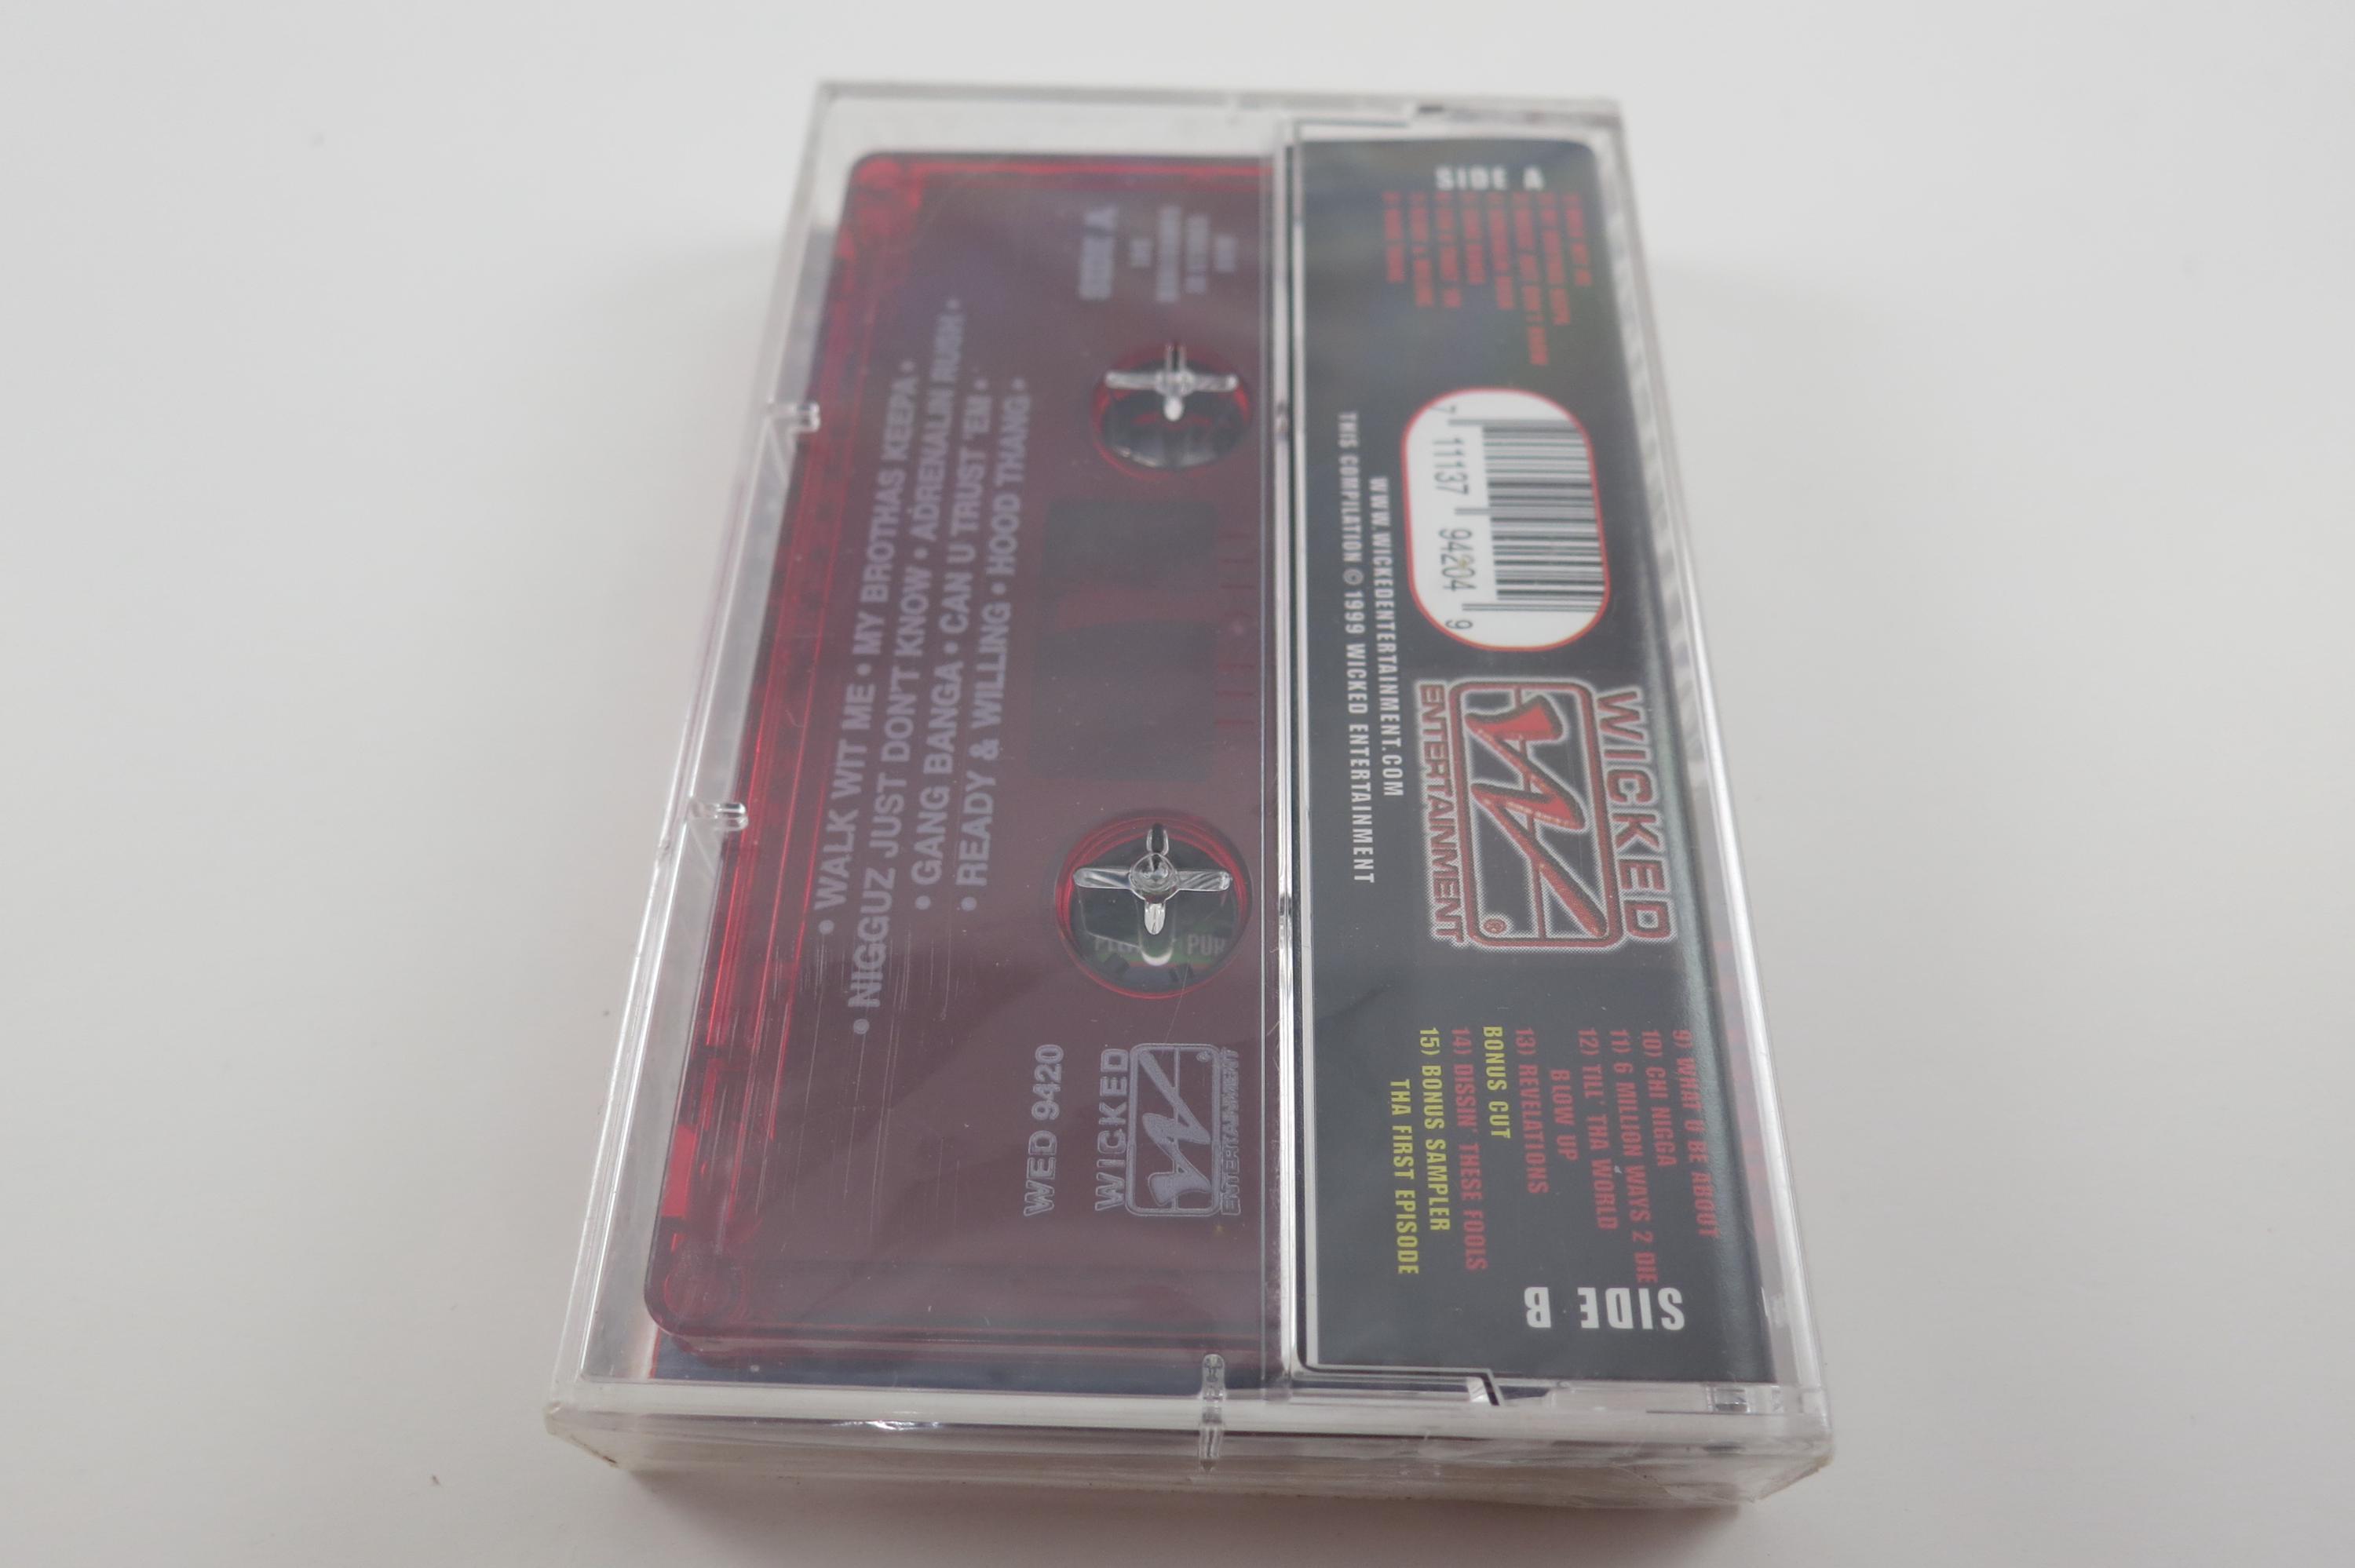 SIDE A
• WALK WIT ME • MY BROTHAS KEEPA •
• NIGGUZ JUST DON'T KNOW • ADRENALIN RUSH •
• GANG BANGA • CAN U TRUST 'EM •
• READY & WILLING • HOOD THANG •
WED 9420
WICKED
ENTERTAINMENT
SIDE A
7 11137 94204 9
WWW.WICKEDENTERTAINMENT.COM
THIS COMPILATION © 1999 WICKED ENTERTAINMENT
WICKED
ENTERTAINMENT
®
SIDE B
9) WHAT U BE ABOUT
10) CHI NIGGA
11) 6 MILLION WAYS 2 DIE
12) TILL' THA WORLD
BLOW UP
13) REVELATIONS
BONUS CUT
14) DISSIN' THESE FOOLS
15) BONUS SAMPLER
THA FIRST EPISODE